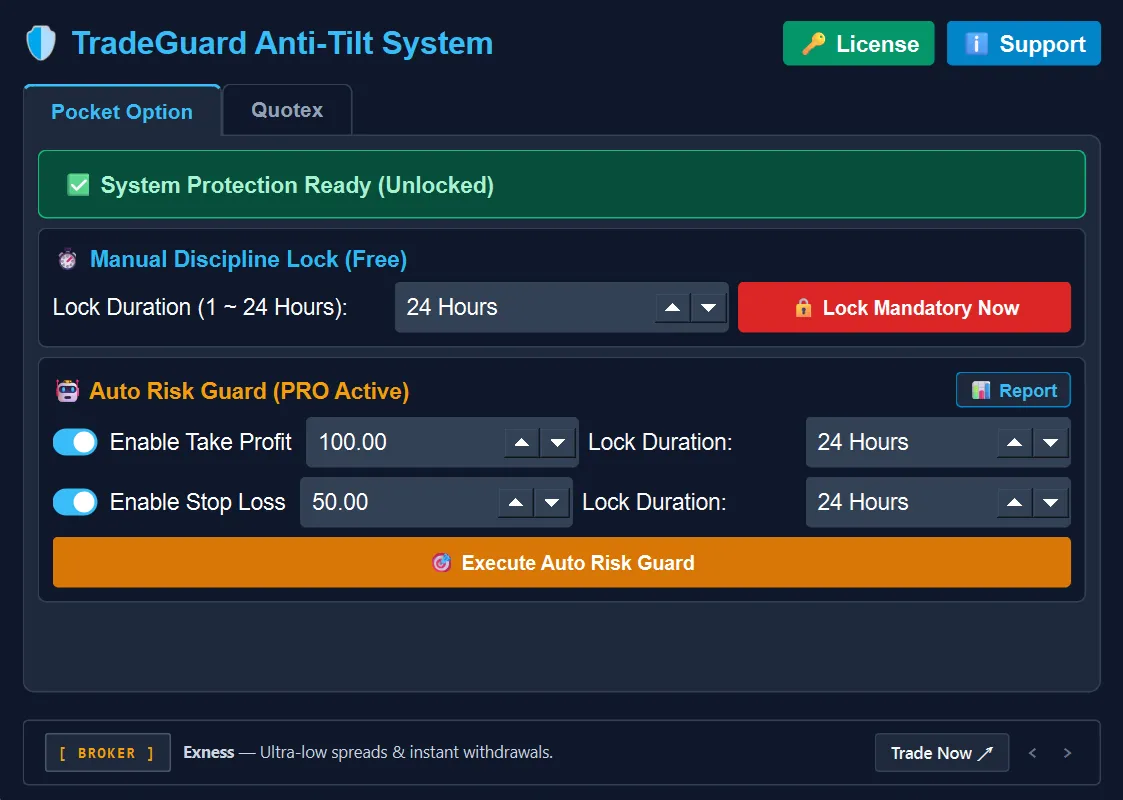 TradeGuard Anti-Tilt System
License
Support
Pocket Option
Quotex
System Protection Ready (Unlocked)
Manual Discipline Lock (Free)
Lock Duration (1 ~ 24 Hours):
24 Hours
Lock Mandatory Now
Auto Risk Guard (PRO Active)
Report
Enable Take Profit
100.00
Lock Duration:
24 Hours
Enable Stop Loss
50.00
Lock Duration:
24 Hours
Execute Auto Risk Guard
[ BROKER ]
Exness — Ultra-low spreads & instant withdrawals.
Trade Now